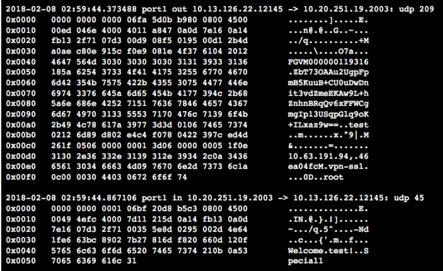 2018-02-08 02:59:44.373488 port1 out 10.13.126.22.12145 -> 10.20.251.19.2003: udp 209
0x0000 0000 0000 0000 06fa 5d0b b980 0800 4500 ........].....E.
0x0010 00ed 046e 4000 4011 a847 0a0d 7e16 0a14 ...n@.@..G..~...
0x0020 fb13 2f71 07d3 00d9 08f5 0195 00d1 2b4d ../q..........+M
0x0030 a0ae c80e 915c f0e9 081e 4f37 6104 2012 .....\....O7a...
0x0040 4647 564d 3030 3030 3030 3131 3933 3136 FGVM000000119316
0x0050 185a 6254 3733 4f41 4175 3275 6770 4670 .ZbT73OAAu2UgpFp
0x0060 6d42 354b 7575 422b 4355 3075 4477 446e mB5KuuB+CU0uDwDn
0x0070 6974 3376 645a 6d65 454b 4177 394c 2b68 it3vdZmeEKAw9L+h
0x0080 5a6e 686e 4252 7151 7636 7846 4657 4367 ZnhnBRQqV6xFFWCg
0x0090 6d67 4970 3133 5553 7170 476c 7139 6f4b mgIpl3USqpGlq9oK
0x00a0 2b49 4c78 617a 3977 3d3d 0106 7465 7374 +ILxaz9w==..test
0x00b0 0212 6d89 d802 e4c4 f078 0422 397c ed4d ..m......x."9|.M
0x00c0 261f 0506 0000 0001 3d06 0000 0005 1f0e &.......=.......
0x00d0 3130 2e36 332e 3139 312e 3934 2c0a 3436 10.63.191.94,.46
0x00e0 6561 3034 6663 4d09 7670 6e2d 7373 6c1a ea04fcM.vpn-ssl.
0x00f0 0c00 0030 4403 0672 6f6f 74 ...0D..root
2018-02-08 02:59:44.867106 port1 in 10.20.251.19.2003 -> 10.13.126.22.12145: udp 45
0x0000 0000 0000 0001 06bf 20d8 b5c3 0800 4500 ..............E.
0x0010 0049 4efc 4000 7d11 215d 0a14 fb13 0a0d .IN.@.}.!]......
0x0020 7e16 07d3 2f71 0035 5e8d 0295 002d 4e64 ~.../q.5^....-Nd
0x0030 1fe6 63bc 8902 7b27 816d f820 660d 120f ..c...{'.m..f...
0x0040 5765 6c63 6f6d 6520 7465 7374 210b 0a53 Welcome.test!..S
0x0050 7065 6369 616c 31 pecial1